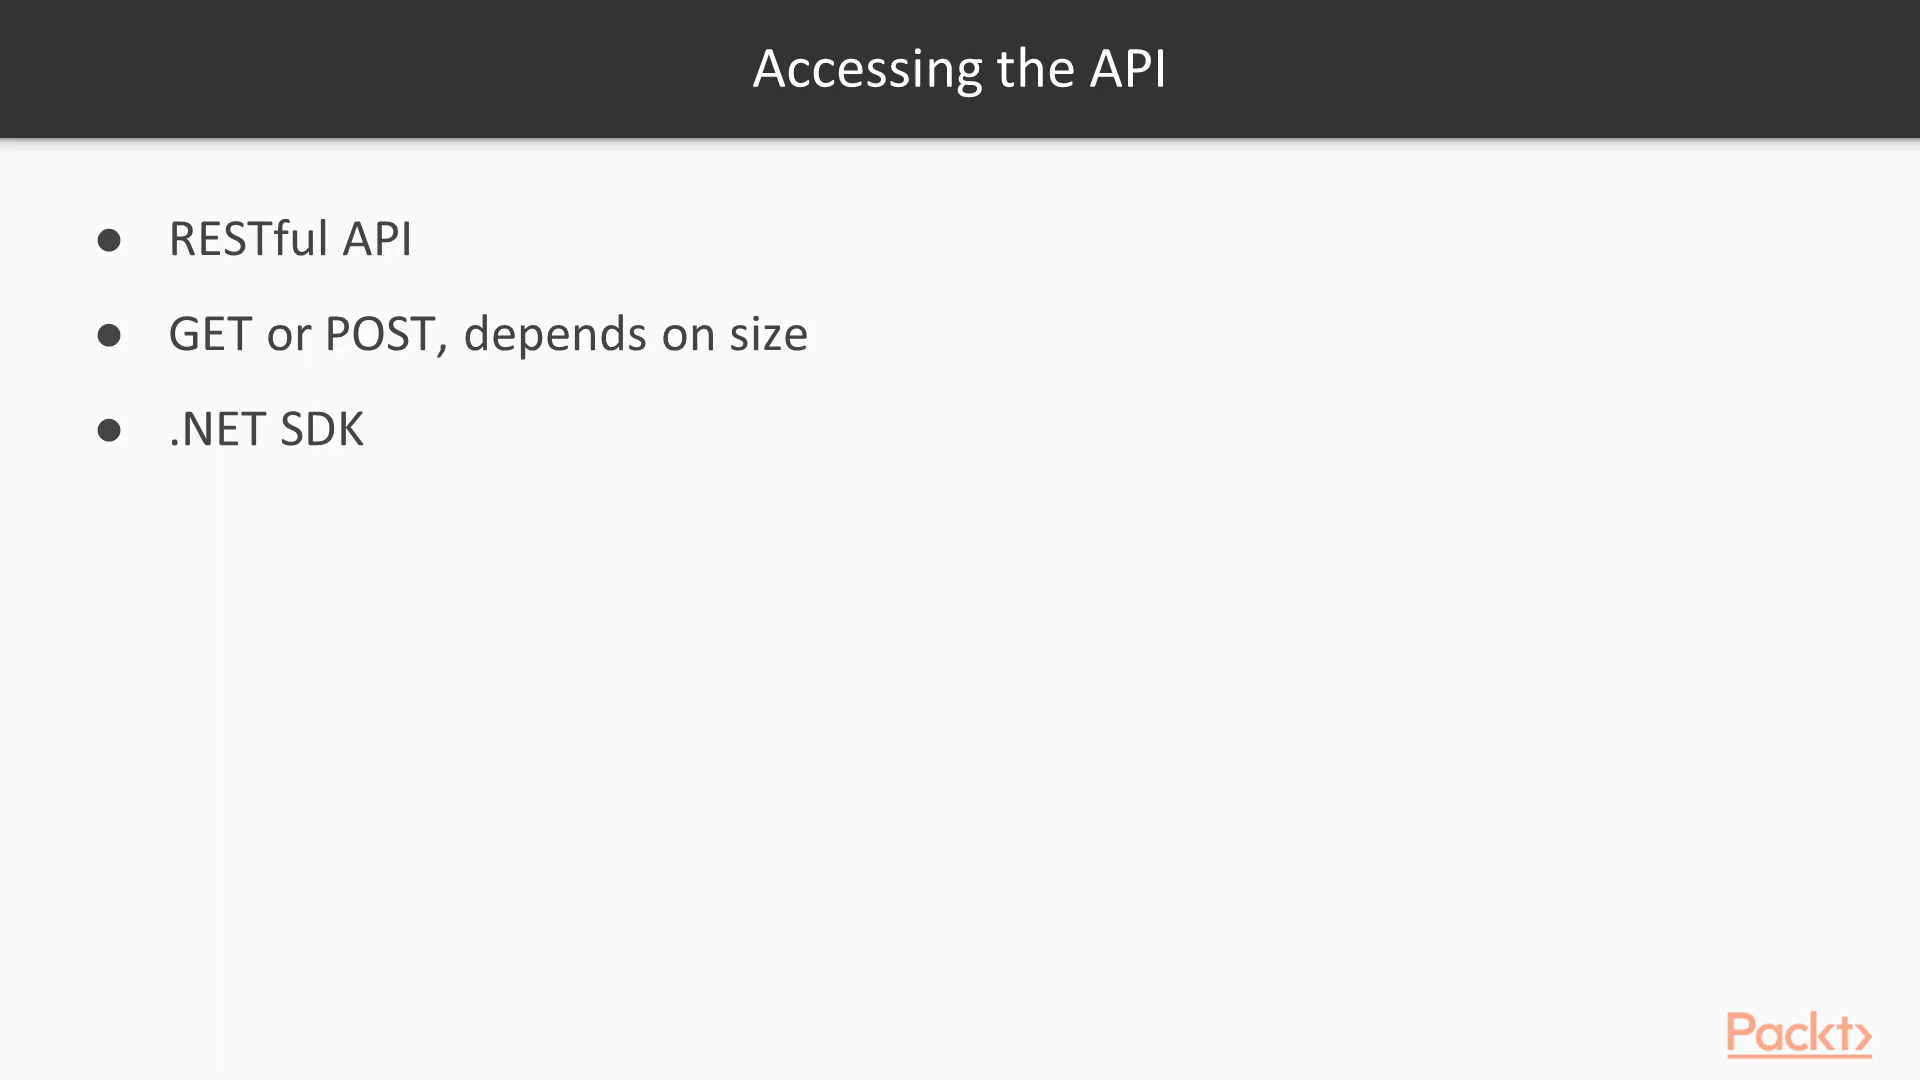 Accessing the API
● RESTful API
● GET or POST, depends on size
● .NET SDK
Packt>